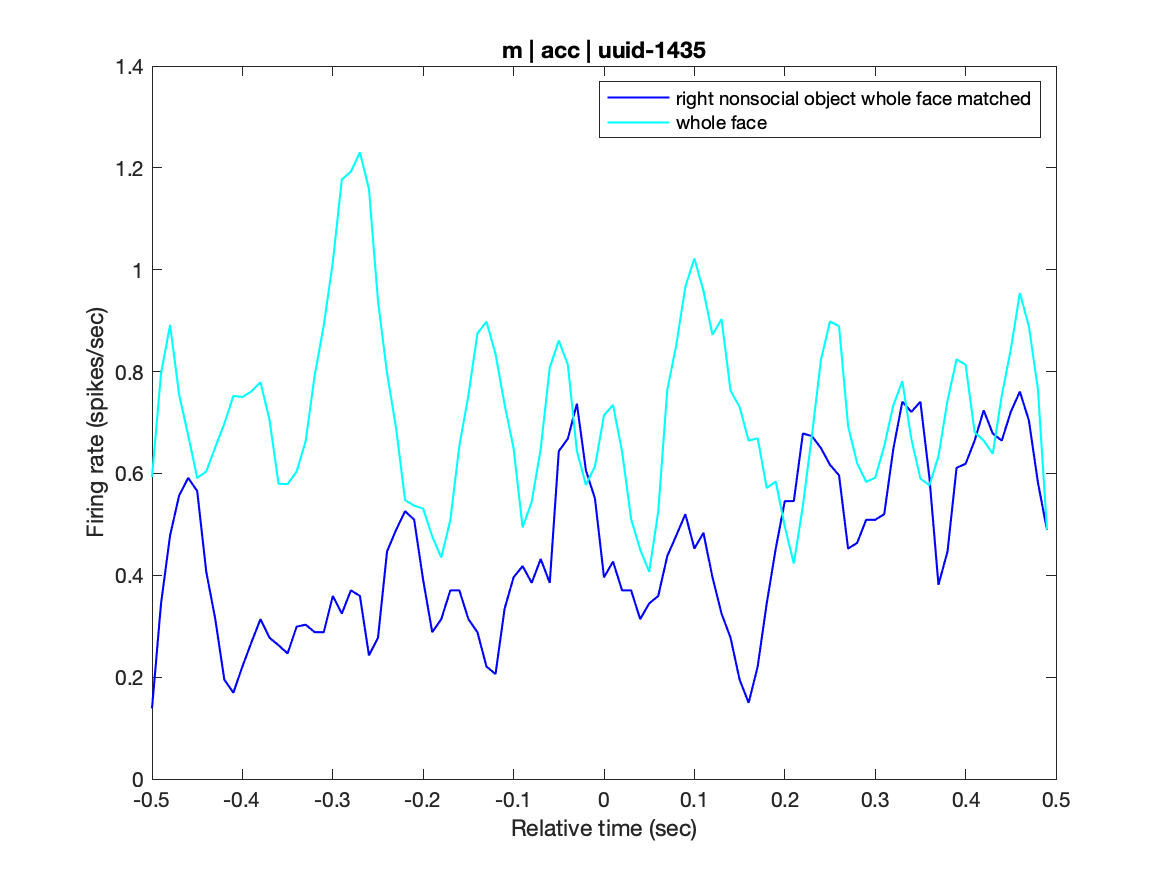 m | acc | uuid-1435
right nonsocial object whole face matched
whole face
Firing rate (spikes/sec)
1.4
1.2
1
0.8
0.6
0.4
0.2
0
-0.5 -0.4 -0.3 -0.2 -0.1 0 0.1 0.2 0.3 0.4 0.5
Relative time (sec)